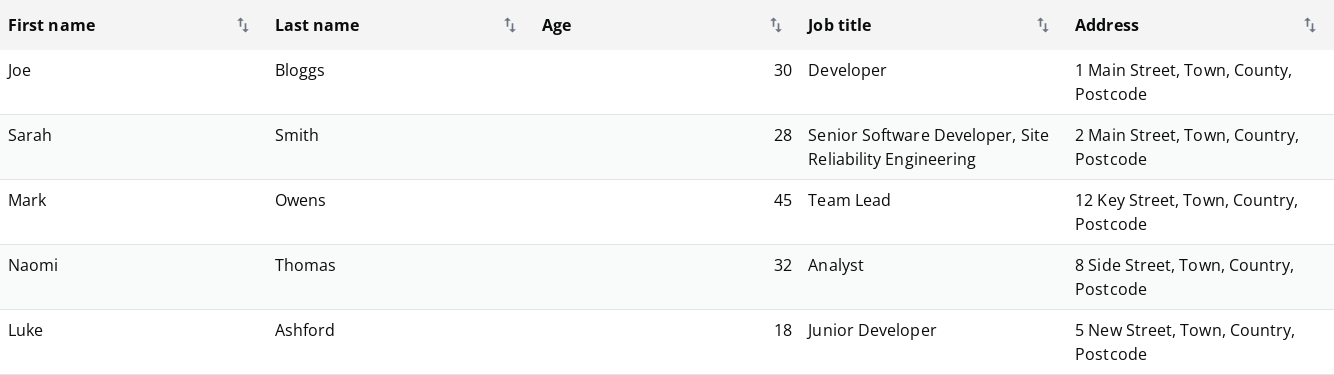 First name Last name Age Job title Address
Joe Bloggs 30 Developer 1 Main Street, Town, County,
Postcode
Sarah Smith 28 Senior Software Developer, Site 2 Main Street, Town, Country,
Reliability Engineering Postcode
Mark Owens 45 Team Lead 12 Key Street, Town, Country,
Postcode
Naomi Thomas 32 Analyst 8 Side Street, Town, Country,
Postcode
Luke Ashford 18 Junior Developer 5 New Street, Town, Country,
Postcode